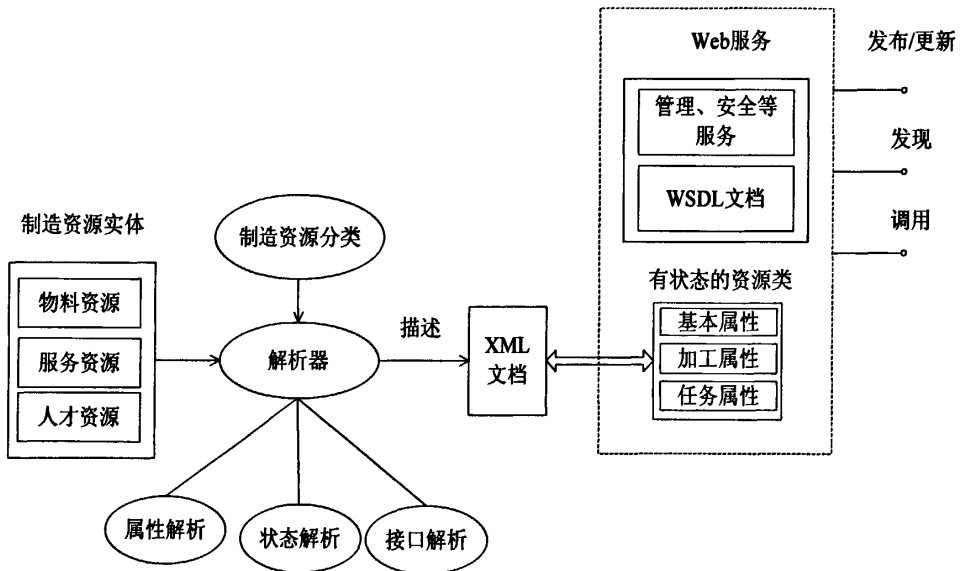 Web服务
发布/更新
管理、安全等
服务
发现
WSDL文档
调用
制造资源实体
制造资源分类
有状态的资源类
物料资源
服务资源
人才资源
解析器
描述
XML
文档
基本属性
加工属性
任务属性
属性解析
状态解析
接口解析